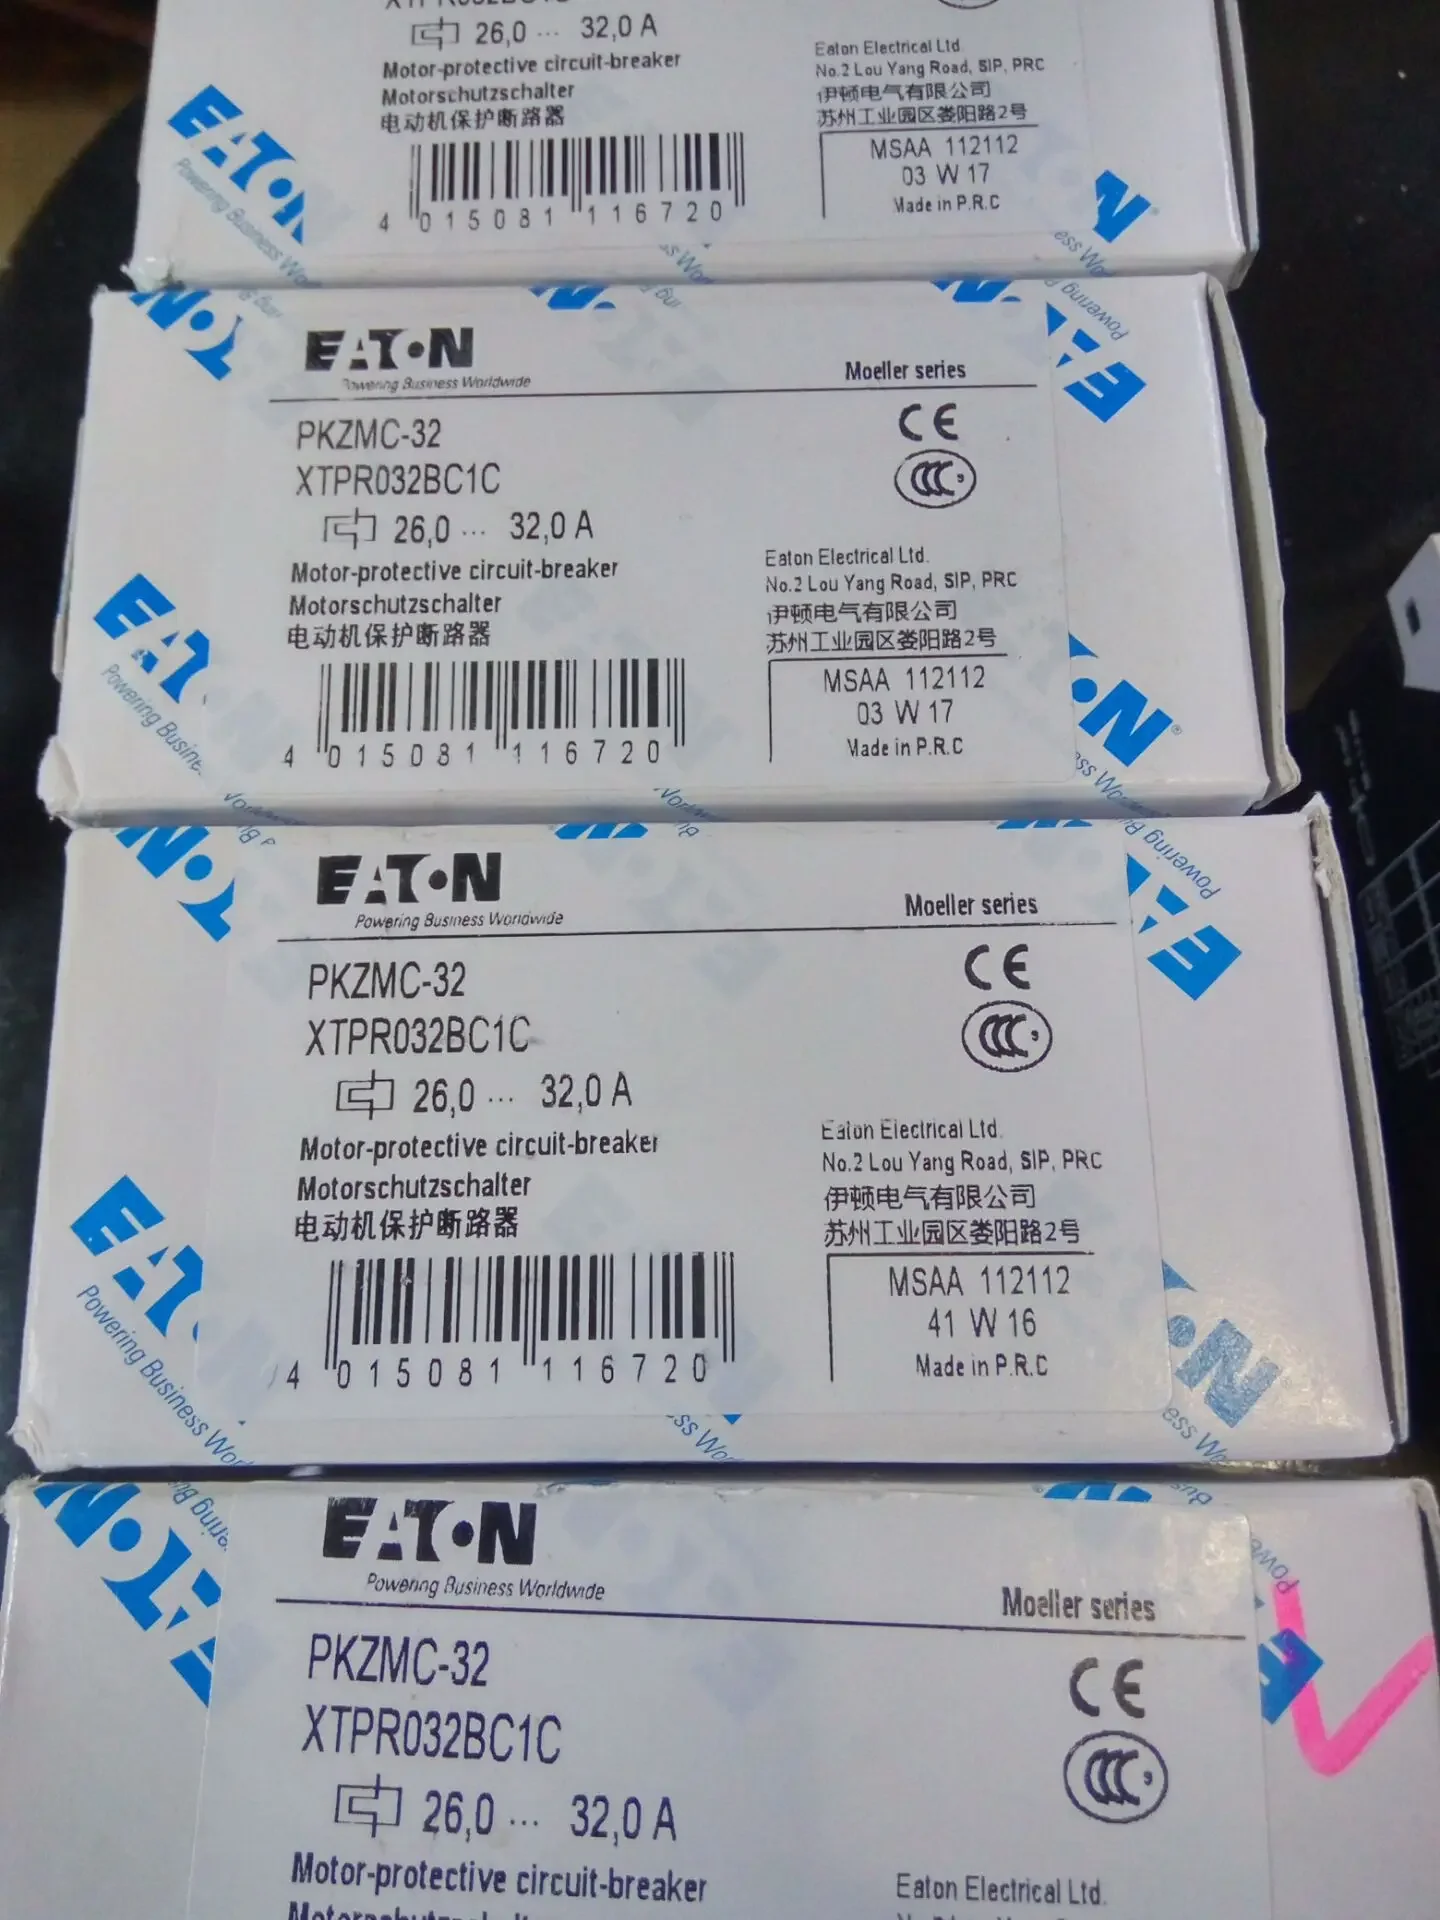 26,0 ... 32,0 A
Motor-protective circuit-breaker
Motorschutzschalter
电动机保护断路器
4 015081 116720
Eaton Electrical Ltd.
No.2 Lou Yang Road, SIP, PRC
伊顿电气有限公司
苏州工业园区娄阳路2号
MSAA 112112
03 W 17
Made in P.R.C
EATON
Powering Business Worldwide
Moeller series
PKZMC-32
XTPR032BC1C
CE
CCC
26,0 ... 32,0 A
Motor-protective circuit-breaker
Motorschutzschalter
电动机保护断路器
4 015081 116720
Eaton Electrical Ltd.
No.2 Lou Yang Road, SIP, PRC
伊顿电气有限公司
苏州工业园区娄阳路2号
MSAA 112112
03 W 17
Made in P.R.C
EATON
Powering Business Worldwide
Moeller series
PKZMC-32
XTPR032BC1C
CE
CCC
26,0 ... 32,0 A
Motor-protective circuit-breaker
Motorschutzschalter
电动机保护断路器
4 015081 116720
Eaton Electrical Ltd.
No.2 Lou Yang Road, SIP, PRC
伊顿电气有限公司
苏州工业园区娄阳路2号
MSAA 112112
41 W 16
Made in P.R.C
EATON
Powering Business Worldwide
Moeller series
PKZMC-32
XTPR032BC1C
CE
CCC
26,0 ... 32,0 A
Motor-protective circuit-breaker
Eaton Electrical Ltd.